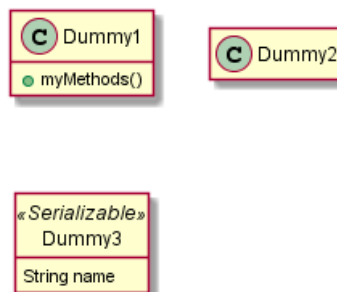 C Dummy1
myMethods()
C Dummy2
«Serializable»
Dummy3
String name